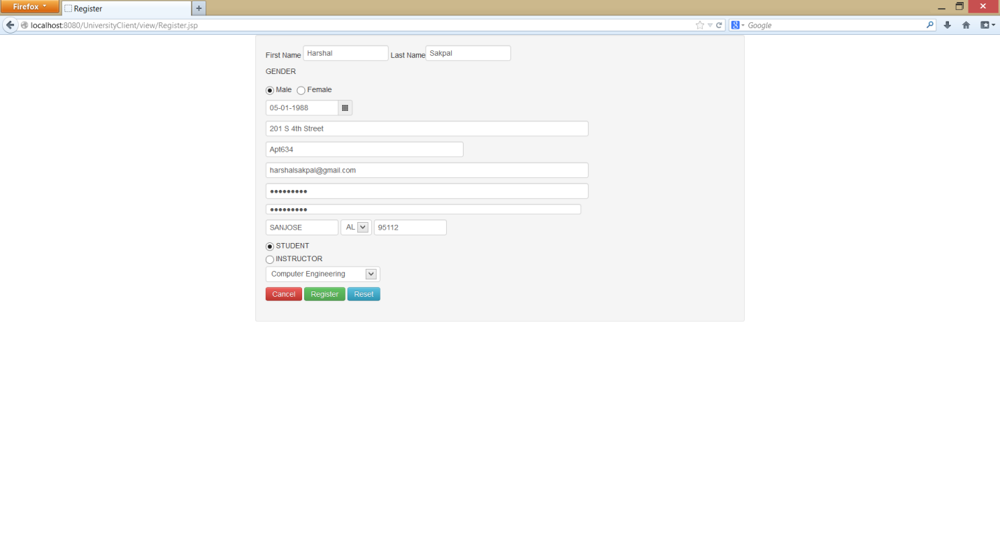 Firefox
Register
localhost:8080/UniversityClient/view/Register.jsp
Google
First Name Harshal Last Name Sakpal
GENDER
Male Female
05-01-1988
201 S 4th Street
Apt634
harshalsakpal@gmail.com
●●●●●●●●●
●●●●●●●●●
SANJOSE AL 95112
STUDENT
INSTRUCTOR
Computer Engineering
Cancel Register Reset